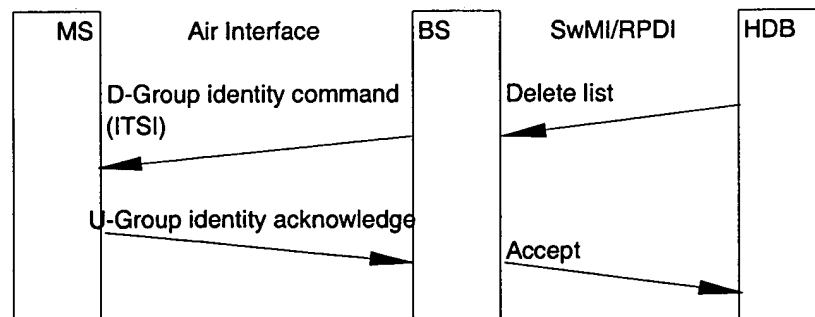 MS Air Interface BS SwMI/RPDI HDB
D-Group identity command
(ITSI)
Delete list
U-Group identity acknowledge
Accept